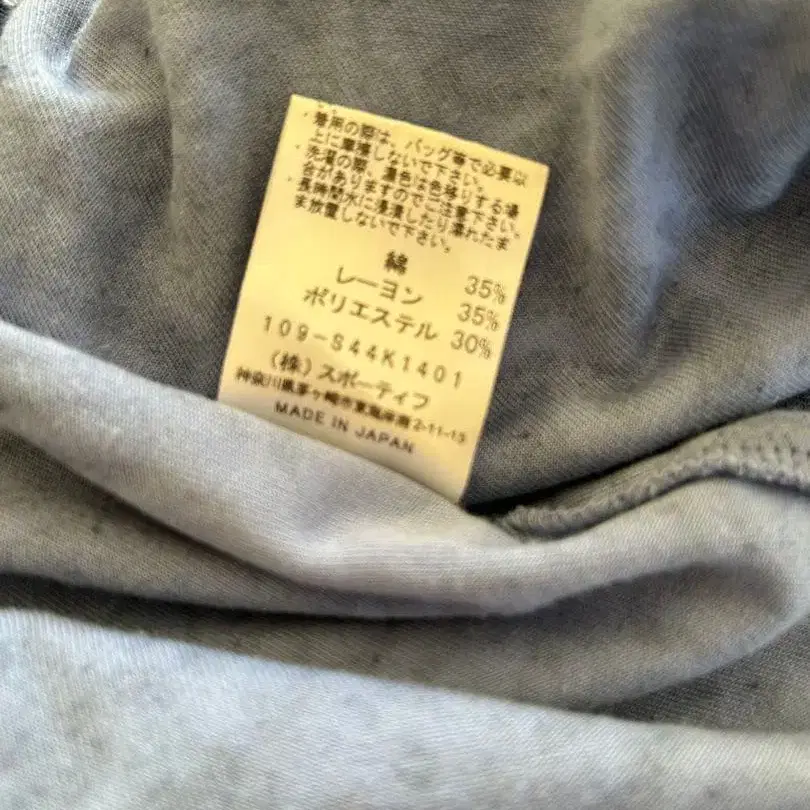 ・着用の際は、バッグ等で必要以
上に摩擦しないで下さい。
・洗濯の際、濃色は色移りする場
合がありますのでご注意下さい。
・長時間水に浸漬したり濡れたま
ま放置しないで下さい。
綿 35%
レーヨン 35%
ポリエステル 30%
109-S44K1401
(株)スポーティフ
神奈川県茅ヶ崎市東海岸南2-11-13
MADE IN JAPAN